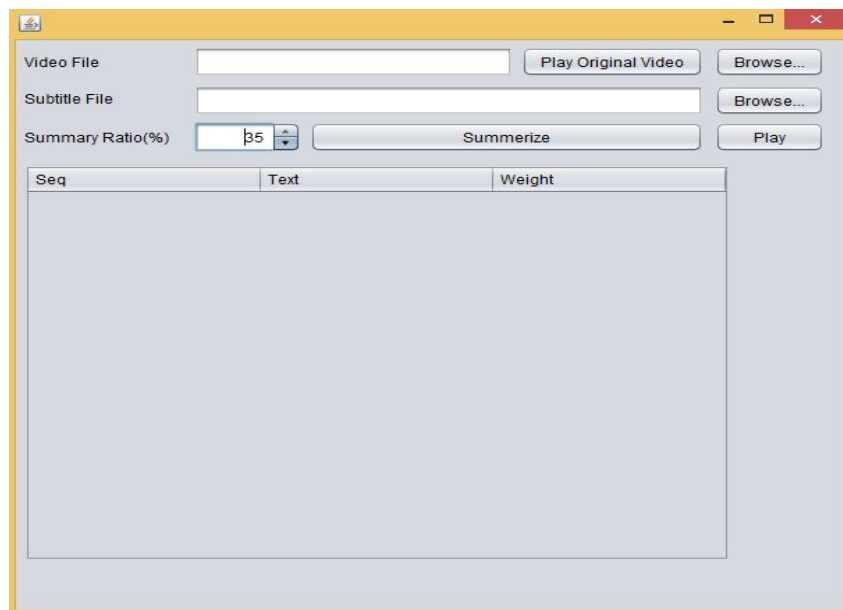 Video File Play Original Video Browse...
Subtitle File Browse...
Summary Ratio(%) 35 Summerize Play
Seq Text Weight